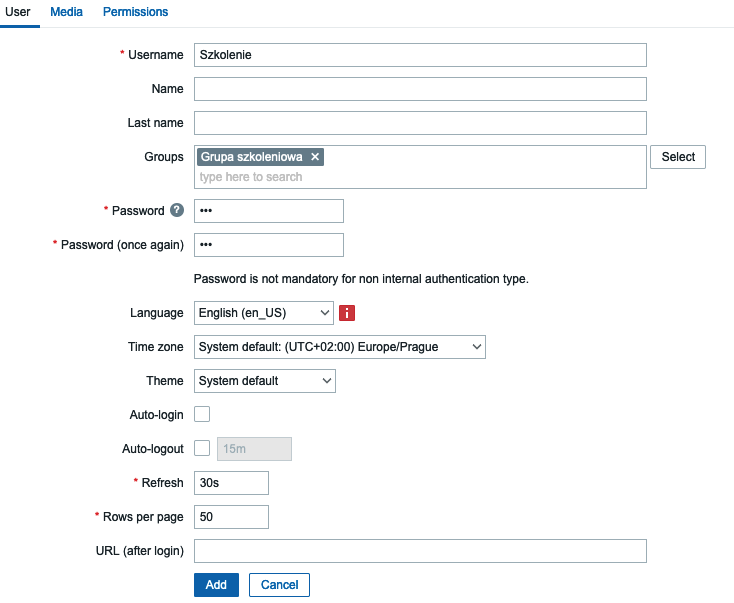 User Media Permissions
* Username Szkolenie
Name
Last name
Groups Grupa szkoleniowa ✕ Select
type here to search
* Password ? •••
* Password (once again) •••
Password is not mandatory for non internal authentication type.
Language English (en_US) i
Time zone System default: (UTC+02:00) Europe/Prague
Theme System default
Auto-login
Auto-logout 15m
* Refresh 30s
* Rows per page 50
URL (after login)
Add Cancel